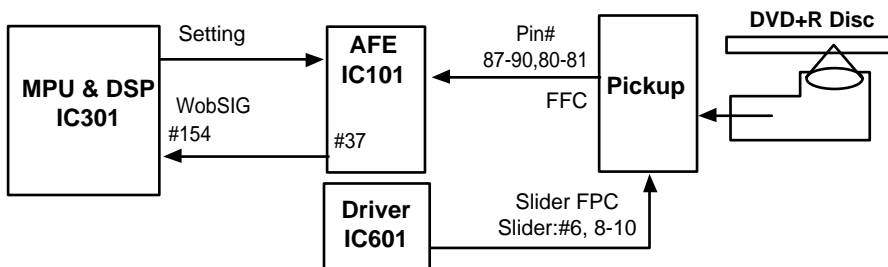 DVD+R Disc
Setting
AFE
IC101
Pin#
87-90,80-81
MPU & DSP
IC301
Pickup
WobSIG
#154
#37
FFC
Driver
IC601
Slider FPC
Slider:#6, 8-10